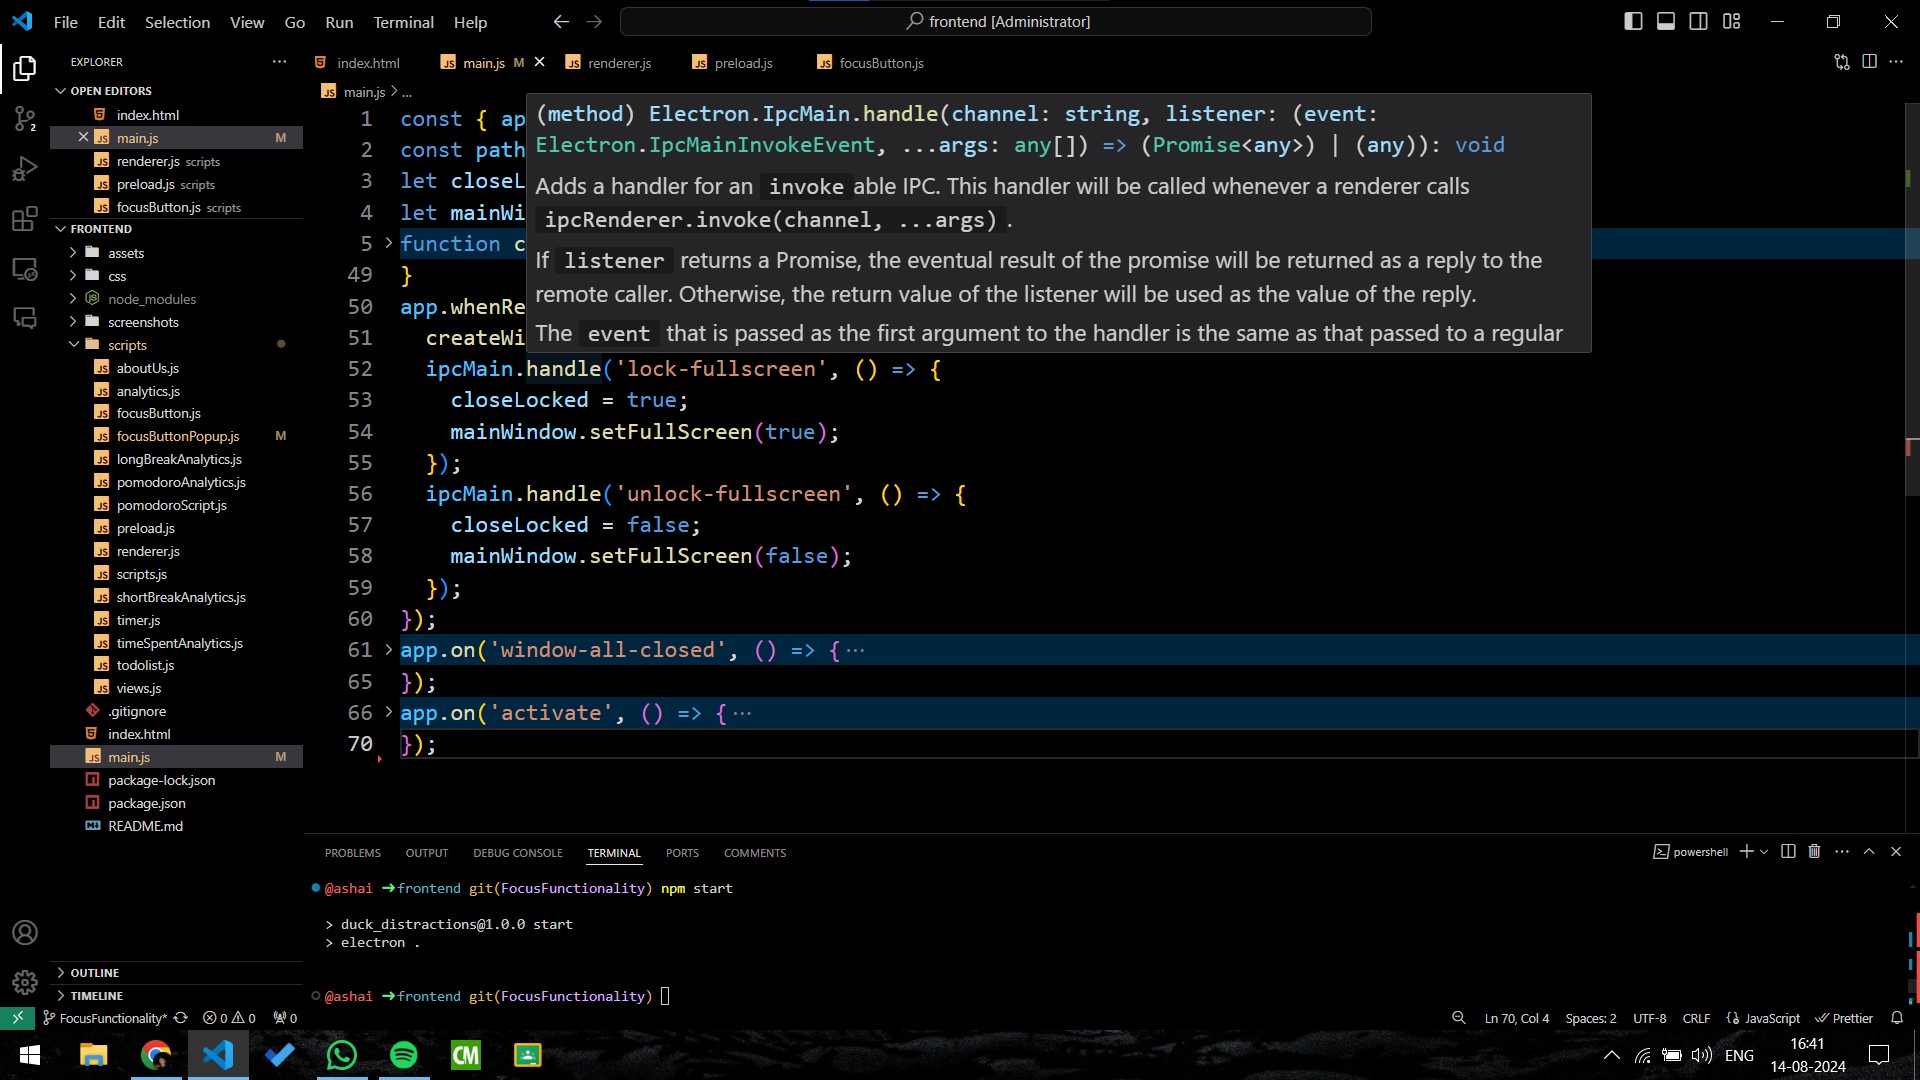 File Edit Selection View Go Run Terminal Help
frontend [Administrator]
EXPLORER
index.html
main.js M
renderer.js
preload.js
focusButton.js
OPEN EDITORS
index.html
main.js M
renderer.js scripts
preload.js scripts
focusButton.js scripts
FRONTEND
assets
css
node_modules
screenshots
scripts
aboutUs.js
analytics.js
focusButton.js
focusButtonPopup.js M
longBreakAnalytics.js
pomodoroAnalytics.js
pomodoroScript.js
preload.js
renderer.js
scripts.js
shortBreakAnalytics.js
timer.js
timeSpentAnalytics.js
todolist.js
views.js
.gitignore
index.html
main.js M
package-lock.json
package.json
README.md
OUTLINE
TIMELINE
main.js > ...
1 const { ap
2 const path
3 let closeL
4 let mainWi
5 function c
49 }
50 app.whenRe
51 createWi
(method) Electron.IpcMain.handle(channel: string, listener: (event:
Electron.IpcMainInvokeEvent, ...args: any[]) => (Promise<any>) | (any)): void
Adds a handler for an invoke able IPC. This handler will be called whenever a renderer calls
ipcRenderer.invoke(channel, ...args) .
If listener returns a Promise, the eventual result of the promise will be returned as a reply to the
remote caller. Otherwise, the return value of the listener will be used as the value of the reply.
The event that is passed as the first argument to the handler is the same as that passed to a regular
52 ipcMain.handle('lock-fullscreen', () => {
53 closeLocked = true;
54 mainWindow.setFullScreen(true);
55 });
56 ipcMain.handle('unlock-fullscreen', () => {
57 closeLocked = false;
58 mainWindow.setFullScreen(false);
59 });
60 });
61 app.on('window-all-closed', () => {···
65 });
66 app.on('activate', () => {···
70 });
PROBLEMS OUTPUT DEBUG CONSOLE TERMINAL PORTS COMMENTS
powershell
@ashai ➜frontend git(FocusFunctionality) npm start
> duck_distractions@1.0.0 start
> electron .
@ashai ➜frontend git(FocusFunctionality)
FocusFunctionality* 0 0 0
Ln 70, Col 4 Spaces: 2 UTF-8 CRLF JavaScript Prettier
CM
ENG
16:41
14-08-2024